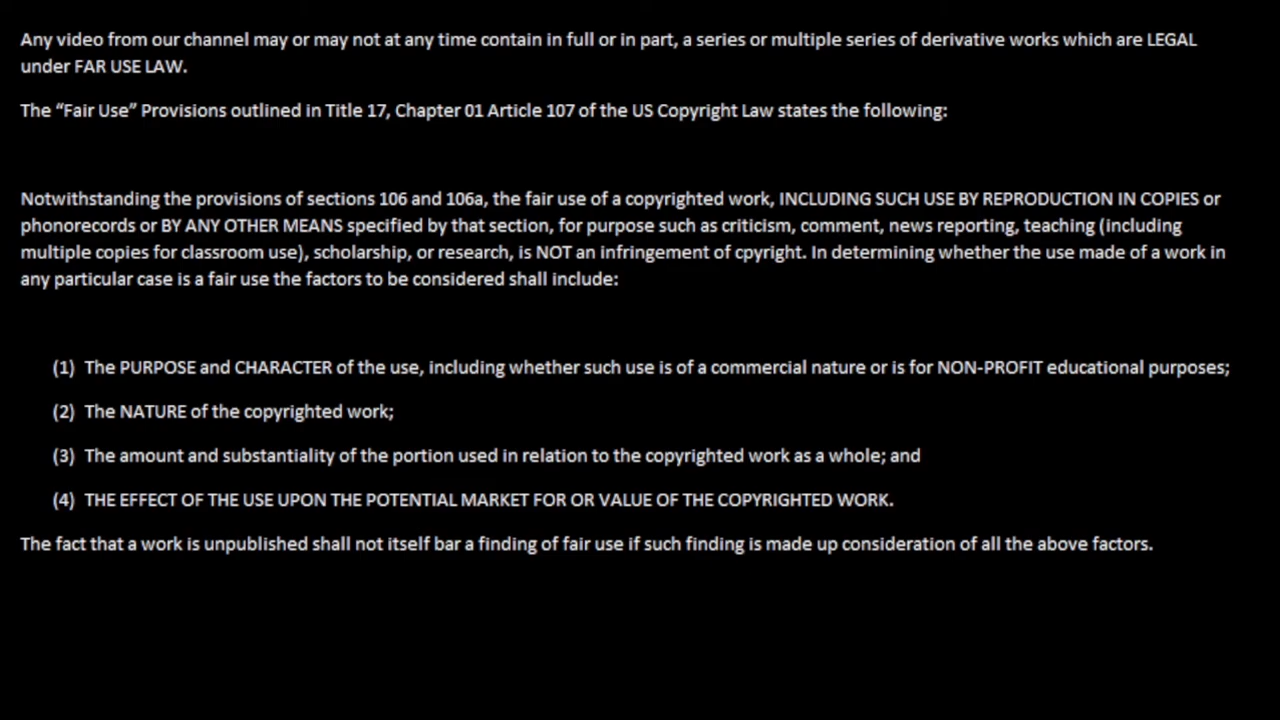 Any video from our channel may or may not at any time contain in full or in part, a series or multiple series of derivative works which are LEGAL
under FAR USE LAW.
The “Fair Use” Provisions outlined in Title 17, Chapter 01 Article 107 of the US Copyright Law states the following:
Notwithstanding the provisions of sections 106 and 106a, the fair use of a copyrighted work, INCLUDING SUCH USE BY REPRODUCTION IN COPIES or
phonorecords or BY ANY OTHER MEANS specified by that section, for purpose such as criticism, comment, news reporting, teaching (including
multiple copies for classroom use), scholarship, or research, is NOT an infringement of cpyright. In determining whether the use made of a work in
any particular case is a fair use the factors to be considered shall include:
(1) The PURPOSE and CHARACTER of the use, including whether such use is of a commercial nature or is for NON-PROFIT educational purposes;
(2) The NATURE of the copyrighted work;
(3) The amount and substantiality of the portion used in relation to the copyrighted work as a whole; and
(4) THE EFFECT OF THE USE UPON THE POTENTIAL MARKET FOR OR VALUE OF THE COPYRIGHTED WORK.
The fact that a work is unpublished shall not itself bar a finding of fair use if such finding is made up consideration of all the above factors.